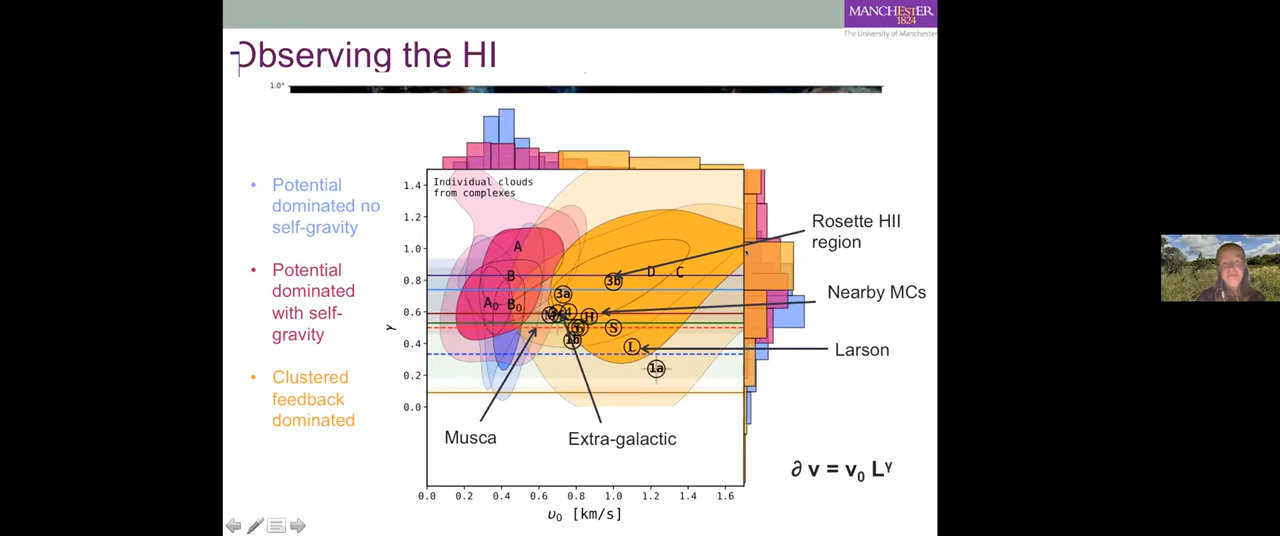 MANCHESTER
1824
The University of Manchester
Observing the HI
1.0°
Individual clouds
from complexes
• Potential
dominated no
self-gravity
• Potential
dominated
with self-
gravity
• Clustered
feedback
dominated
γ
1.4
1.2
1.0
0.8
0.6
0.4
0.2
0.0
A
B
A₀
B₀
D
C
3a
3b
H
S
L
1b
1a
Rosette HII
region
Nearby MCs
Larson
Musca
Extra-galactic
0.0 0.2 0.4 0.6 0.8 1.0 1.2 1.4 1.6
υ₀ [km/s]
∂ v = v₀ Lᵞ